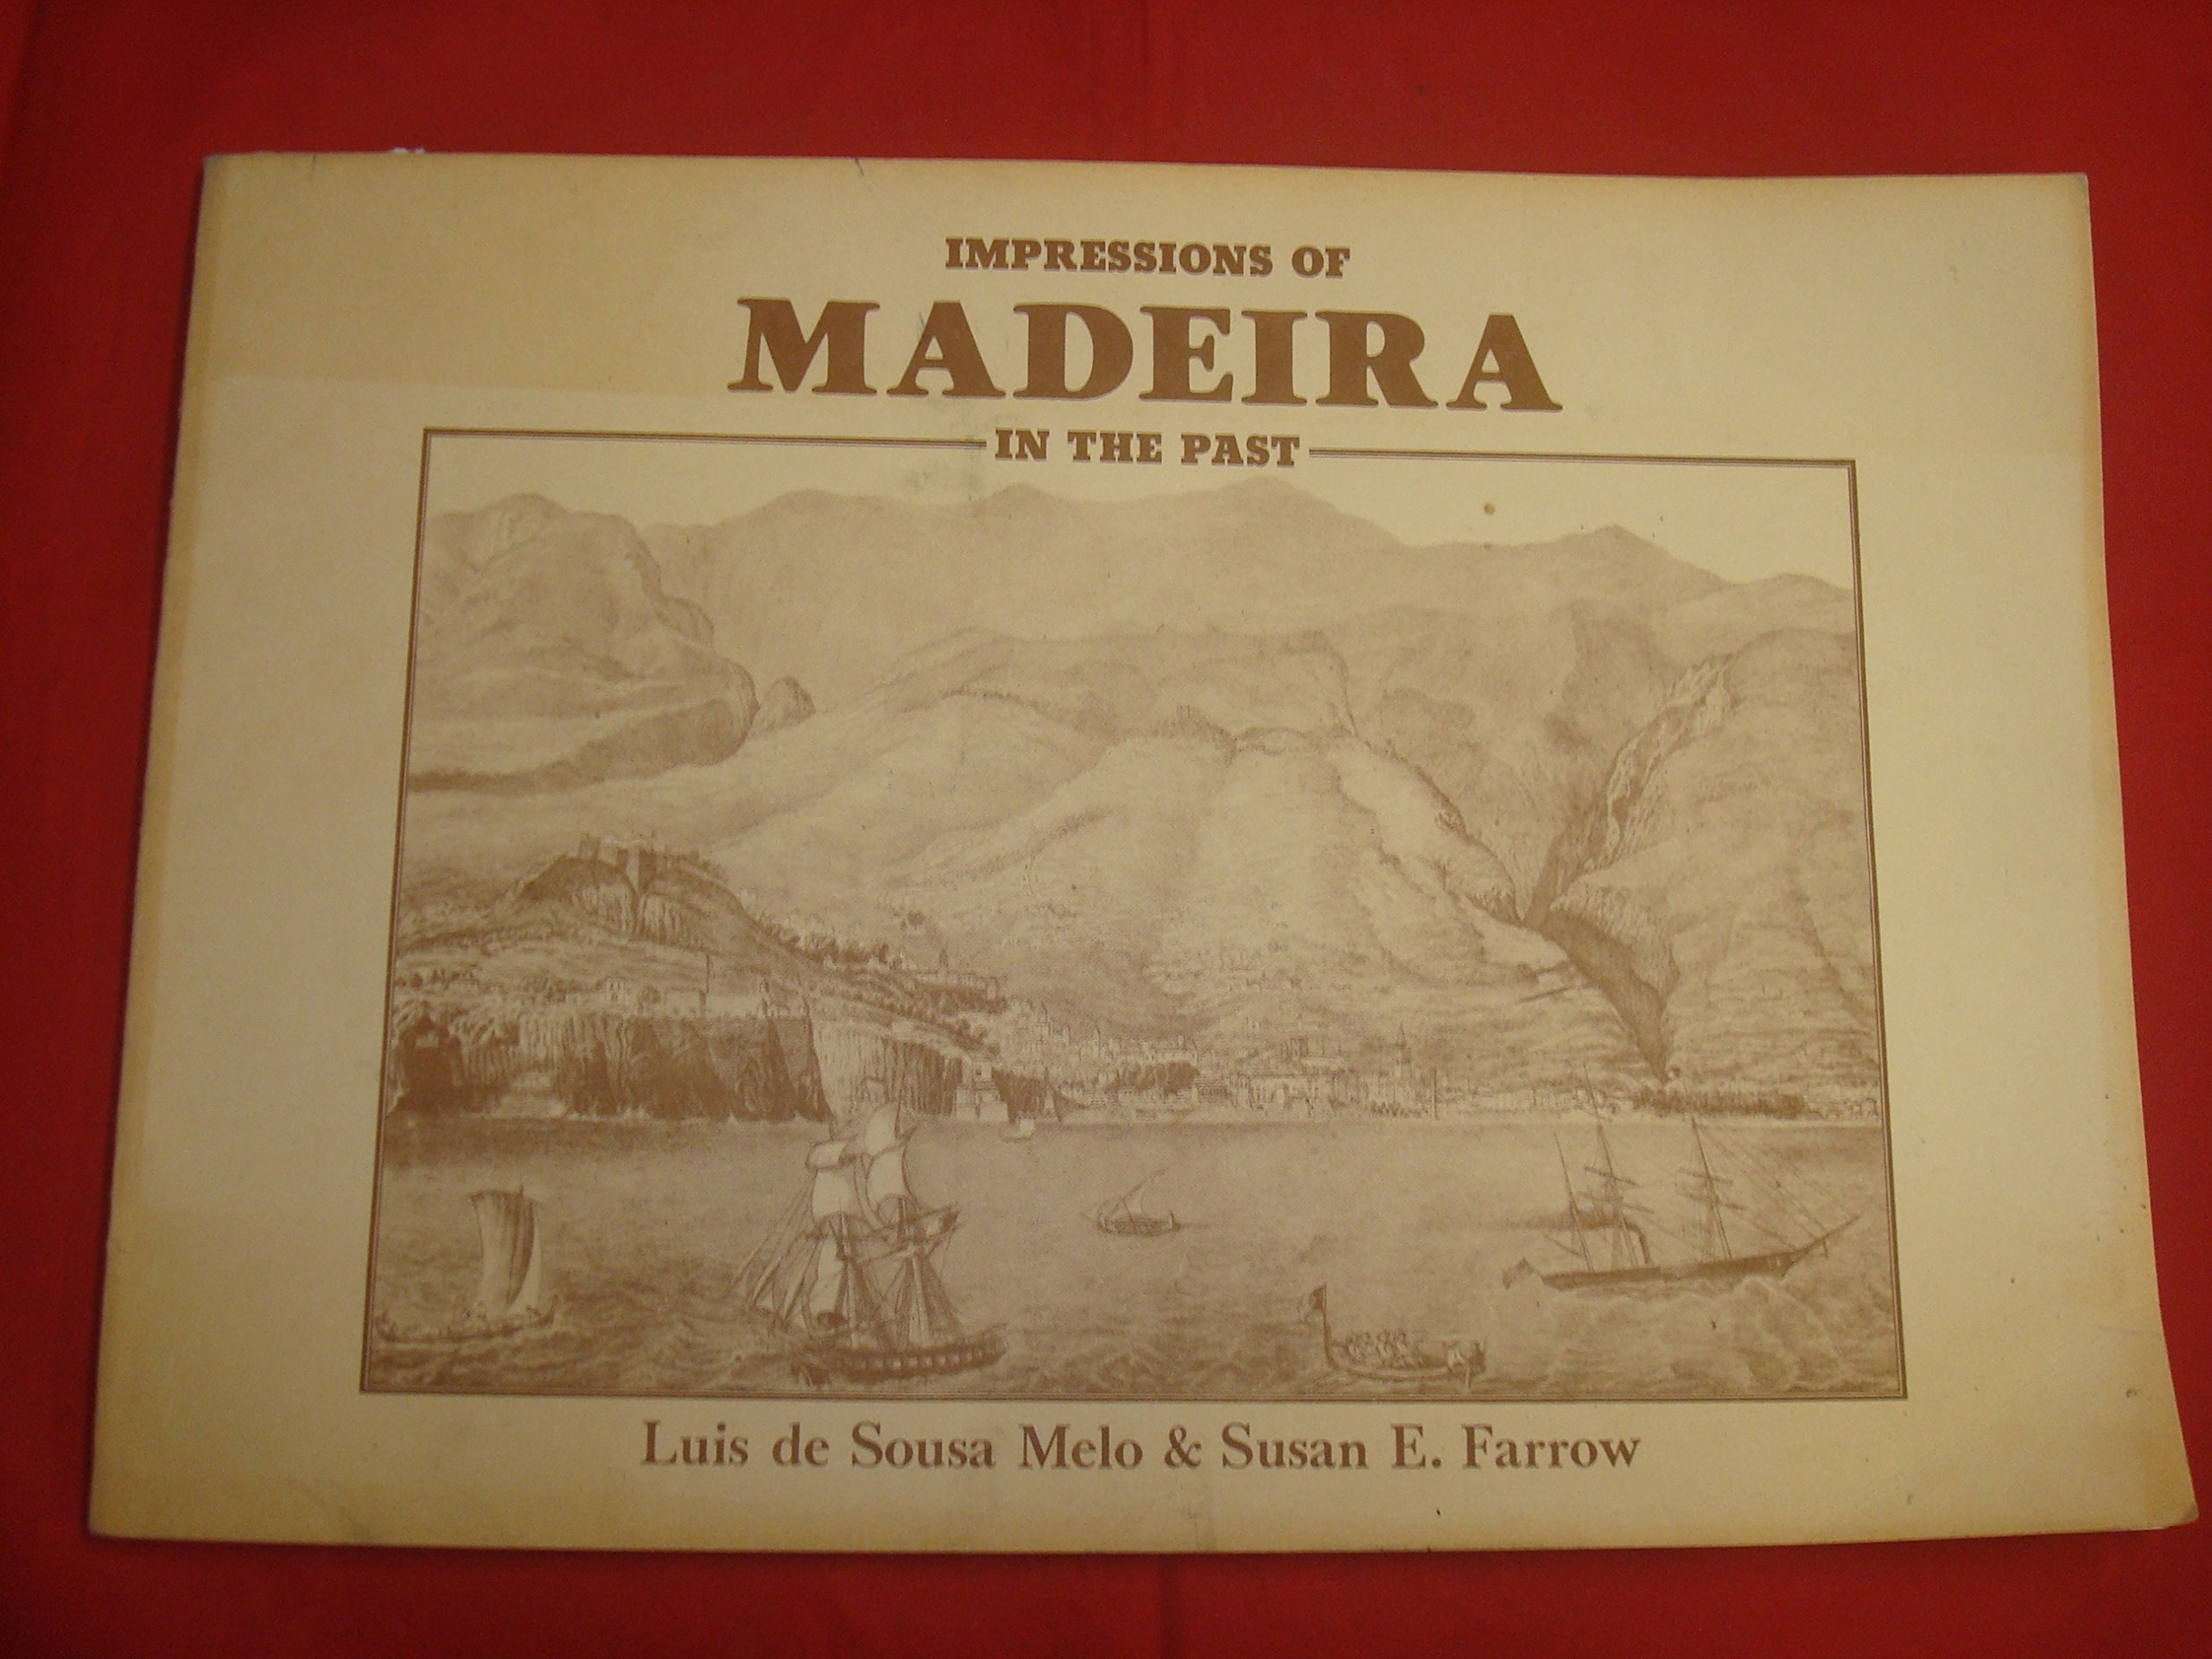 IMPRESSIONS OF
MADEIRA
IN THE PAST
Luis de Sousa Melo & Susan E. Farrow